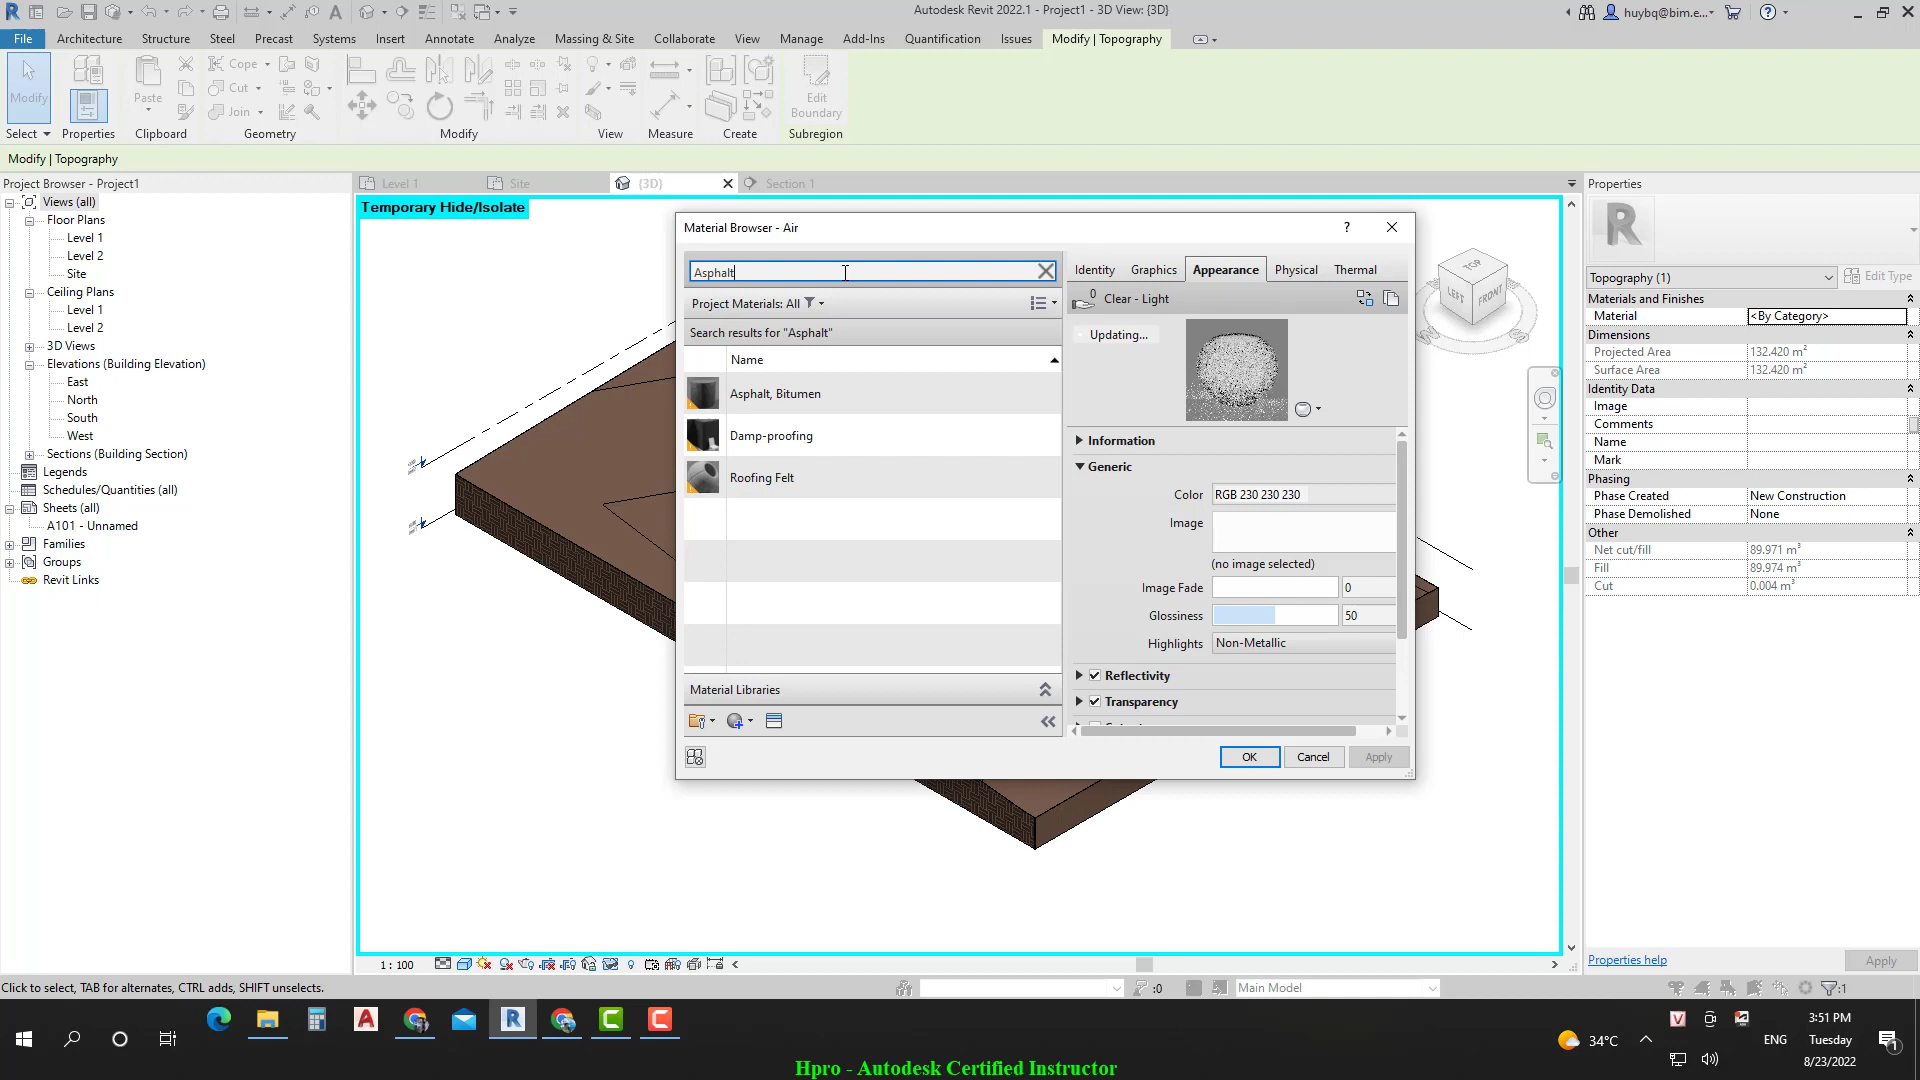 Autodesk Revit 2022.1 - Project1 - 3D View: {3D}
huybq@bim.e...
File Architecture Structure Steel Precast Systems Insert Annotate Analyze Massing & Site Collaborate View Manage Add-Ins Quantification Issues Modify | Topography
Modify
Paste
Cope
Cut
Join
Edit
Boundary
Select Properties Clipboard Geometry Modify View Measure Create Subregion
Modify | Topography
Project Browser - Project1
Views (all)
Floor Plans
Level 1
Level 2
Site
Ceiling Plans
Level 1
Level 2
3D Views
Elevations (Building Elevation)
East
North
South
West
Sections (Building Section)
Legends
Schedules/Quantities (all)
Sheets (all)
A101 - Unnamed
Families
Groups
Revit Links
Level 1 Site {3D} Section 1
Temporary Hide/Isolate
TOP
LEFT
FRONT
Material Browser - Air
Asphalt
Project Materials: All
Search results for "Asphalt"
Name
Asphalt, Bitumen
Damp-proofing
Roofing Felt
Material Libraries
Identity Graphics Appearance Physical Thermal
0
Clear - Light
Updating...
Information
Generic
Color RGB 230 230 230
Image
(no image selected)
Image Fade 0
Glossiness 50
Highlights Non-Metallic
Reflectivity
Transparency
OK Cancel Apply
Properties
Topography (1) Edit Type
Materials and Finishes
Material <By Category>
Dimensions
Projected Area 132.420 m²
Surface Area 132.420 m²
Identity Data
Image
Comments
Name
Mark
Phasing
Phase Created New Construction
Phase Demolished None
Other
Net cut/fill 89.971 m³
Fill 89.974 m³
Cut 0.004 m³
Properties help Apply
1 : 100
Click to select, TAB for alternates, CTRL adds, SHIFT unselects.
:0
Main Model
:1
34°C
ENG
3:51 PM
Tuesday
8/23/2022
1
Hpro - Autodesk Certified Instructor